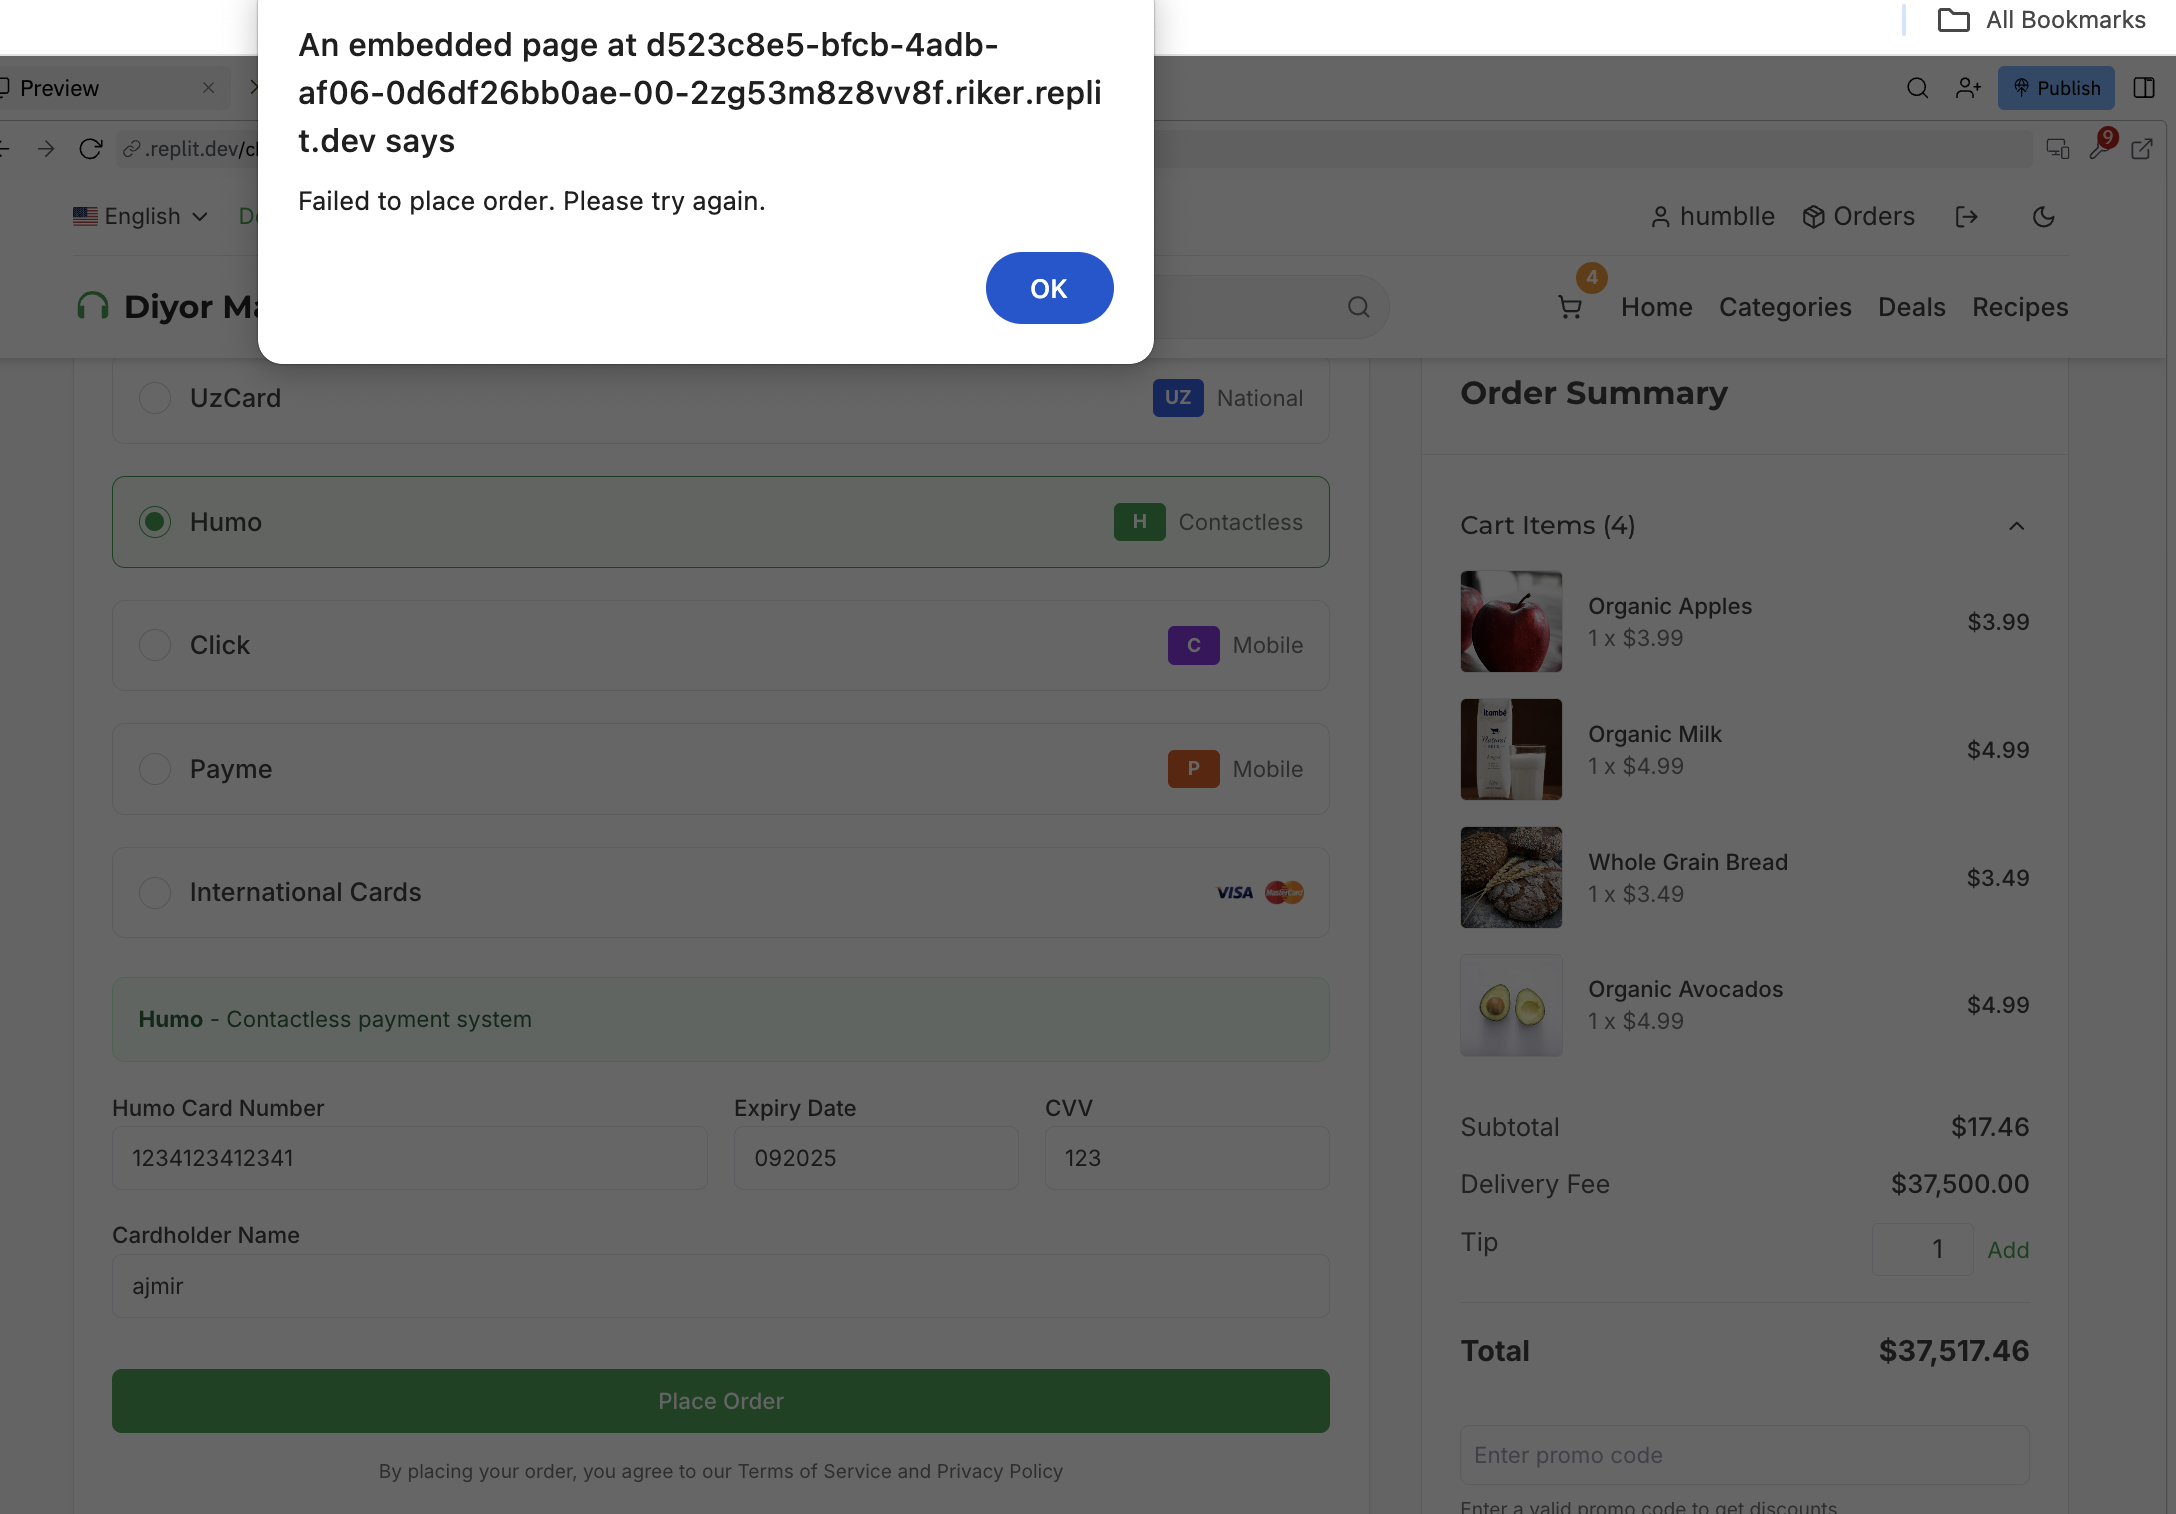 All Bookmarks
An embedded page at d523c8e5-bfcb-4adb-
af06-0d6df26bb0ae-00-2zg53m8z8vv8f.riker.repli
t.dev says
Failed to place order. Please try again.
OK
Preview
Publish
.replit.dev/c
9
English
humblle
Orders
Diyor Ma
4
Home
Categories
Deals
Recipes
UzCard
UZ
National
Humo
H
Contactless
Click
C
Mobile
Payme
P
Mobile
International Cards
VISA
MasterCard
Humo - Contactless payment system
Humo Card Number
Expiry Date
CVV
1234123412341
092025
123
Cardholder Name
ajmir
Place Order
By placing your order, you agree to our Terms of Service and Privacy Policy
Order Summary
Cart Items (4)
Organic Apples
1 x $3.99
$3.99
itambé
Organic Milk
1 x $4.99
$4.99
Whole Grain Bread
1 x $3.49
$3.49
Organic Avocados
1 x $4.99
$4.99
Subtotal
$17.46
Delivery Fee
$37,500.00
Tip
1
Add
Total
$37,517.46
Enter promo code
Enter a valid promo code to get discounts